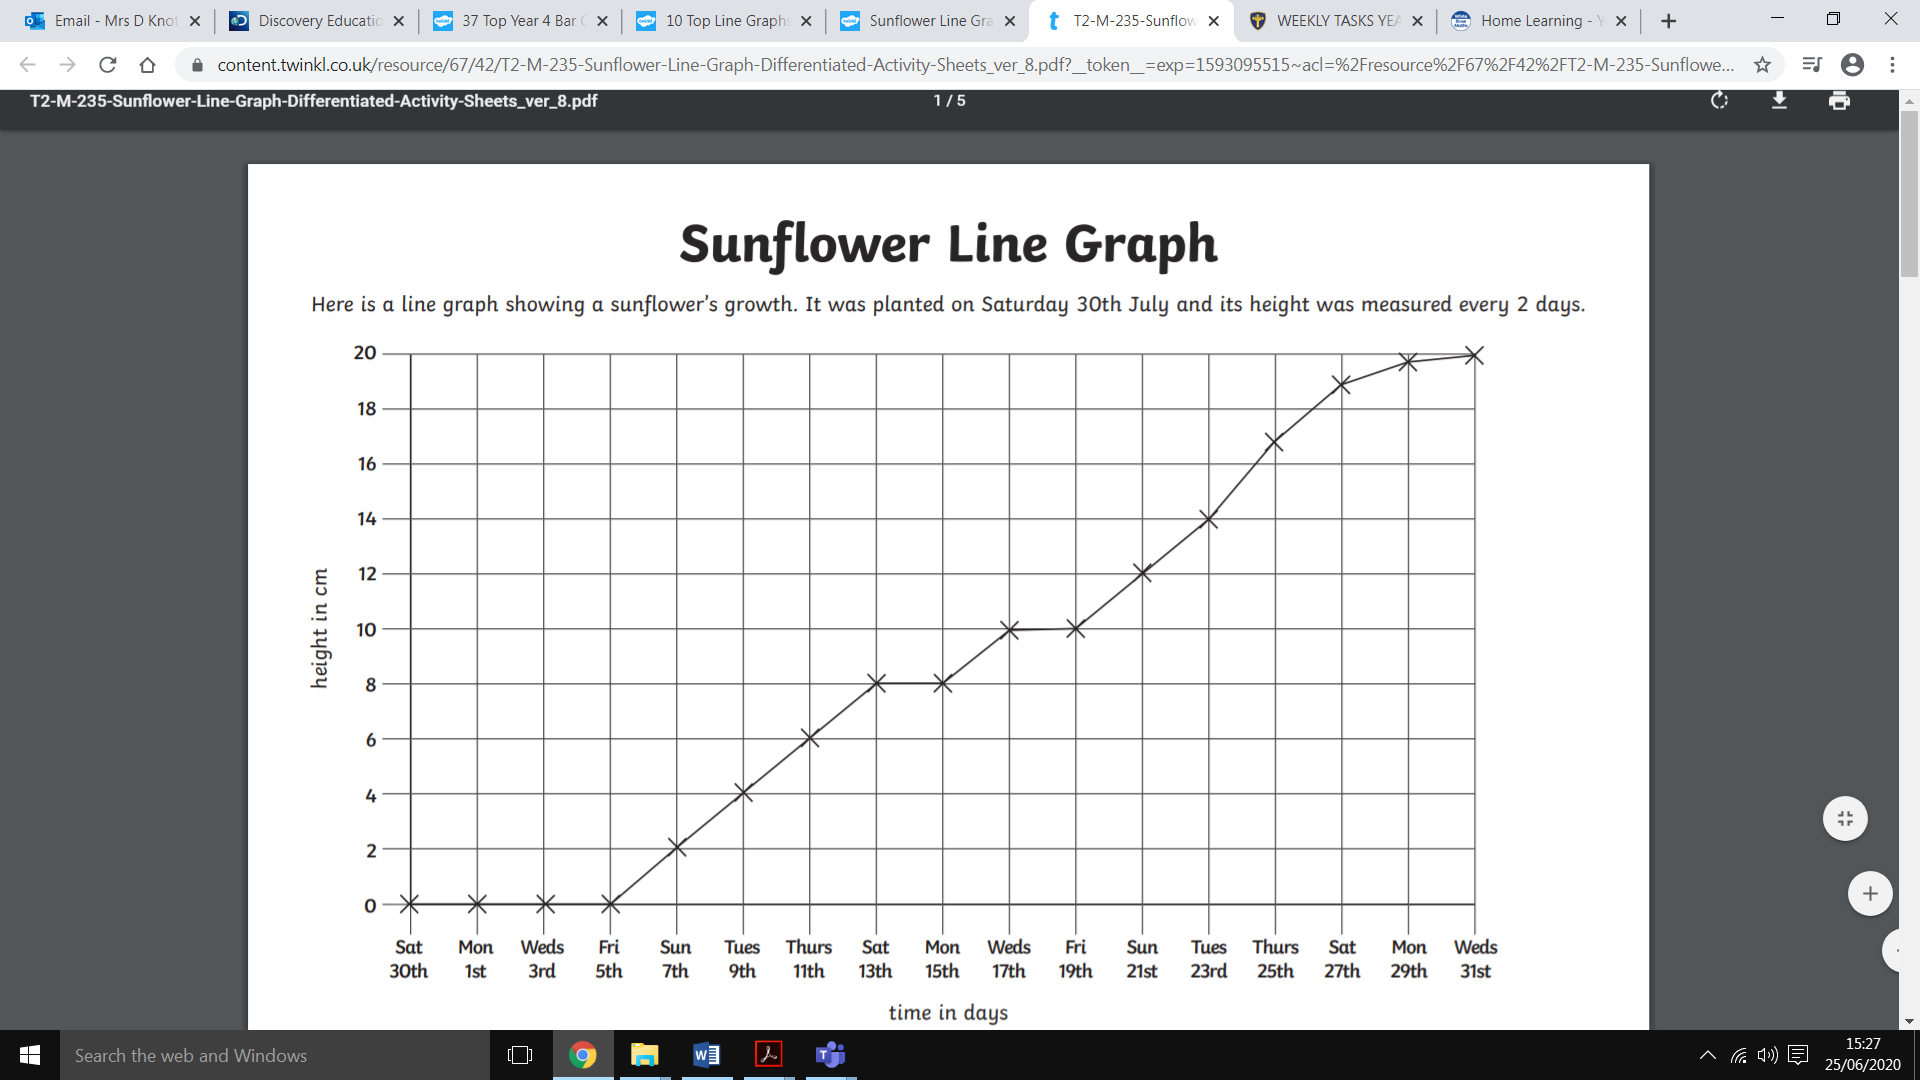 Email - Mrs D Knot
Discovery Educatio
37 Top Year 4 Bar C
10 Top Line Graphs
Sunflower Line Gra
T2-M-235-Sunflow
WEEKLY TASKS YEA
Home Learning - Y
content.twinkl.co.uk/resource/67/42/T2-M-235-Sunflower-Line-Graph-Differentiated-Activity-Sheets_ver_8.pdf?__token__=exp=1593095515~acl=%2Fresource%2F67%2F42%2FT2-M-235-Sunflowe...
T2-M-235-Sunflower-Line-Graph-Differentiated-Activity-Sheets_ver_8.pdf
1 / 5
Sunflower Line Graph
Here is a line graph showing a sunflower's growth. It was planted on Saturday 30th July and its height was measured every 2 days.
height in cm
20
18
16
14
12
10
8
6
4
2
0
Sat Mon Weds Fri Sun Tues Thurs Sat Mon Weds Fri Sun Tues Thurs Sat Mon Weds
30th 1st 3rd 5th 7th 9th 11th 13th 15th 17th 19th 21st 23rd 25th 27th 29th 31st
time in days
Search the web and Windows
15:27
25/06/2020